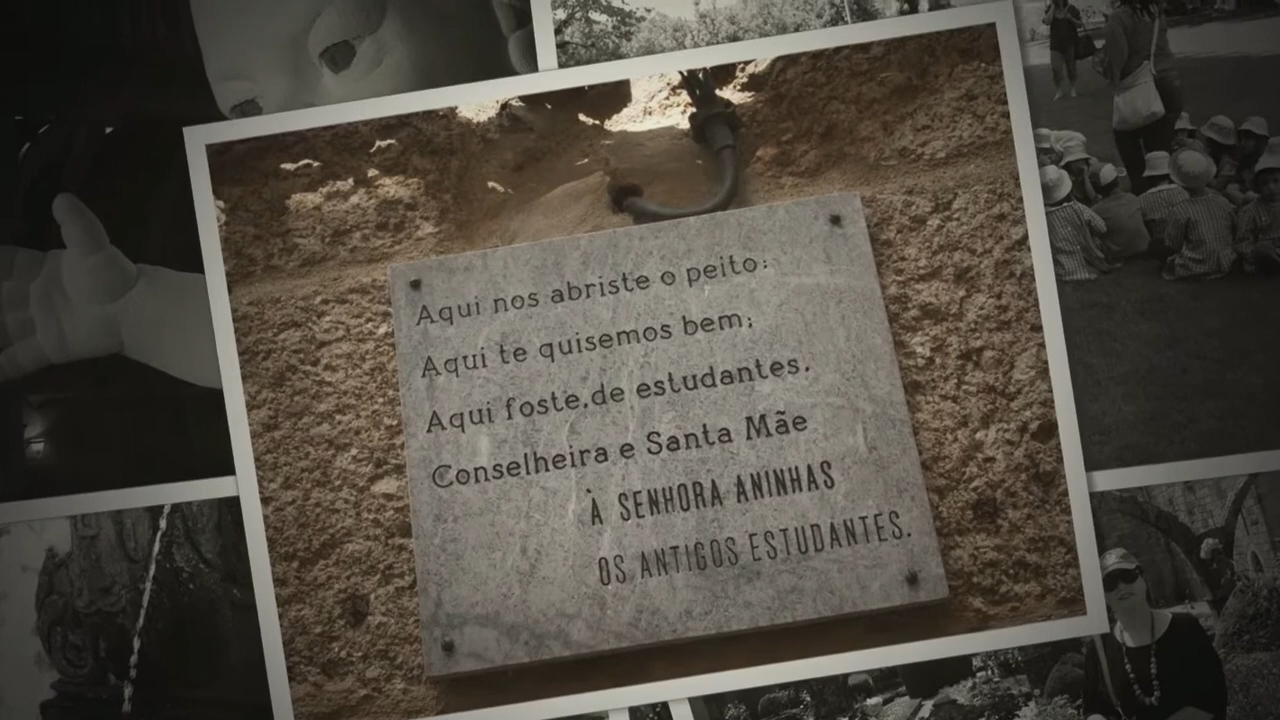 Aqui nos abriste o peito;
Aqui te quisemos bem;
Aqui foste,de estudantes,
Conselheira e Santa Mãe
À SENHORA ANINHAS
OS ANTIGOS ESTUDANTES.